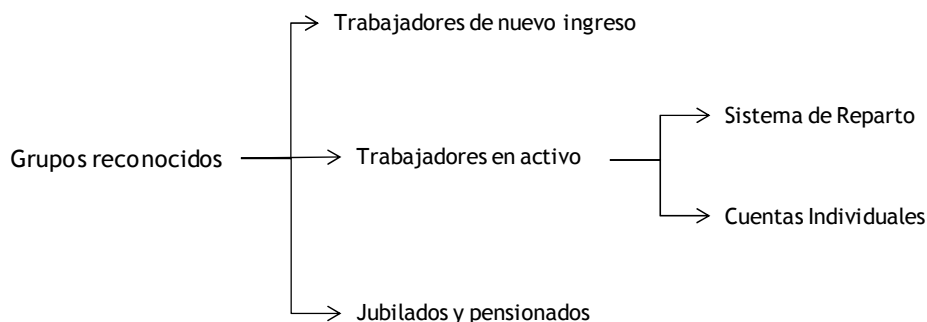 Trabajadores de nuevo ingreso
Sistema de Reparto
Grupos reconocidos
Trabajadores en activo
Cuentas Individuales
Jubilados y pensionados